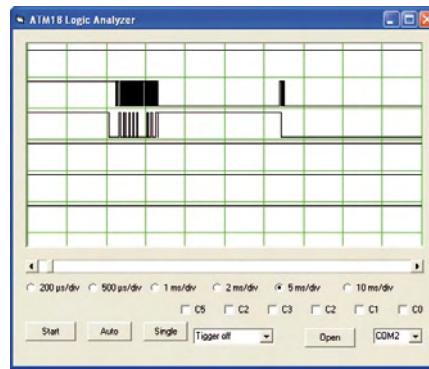 ATM18 Logic Analyzer
200 µs/div 500 µs/div 1 ms/div 2 ms/div 5 ms/div 10 ms/div
C5 C2 C3 C2 C1 C0
Start Auto Single Tigger off Open COM2